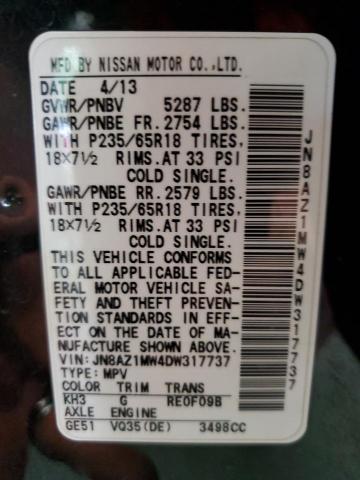 MFD BY NISSAN MOTOR CO.,LTD.
DATE 4/13
GVWR/PNBV 5287 LBS.
GAWR/PNBE FR. 2754 LBS.
WITH P235/65R18 TIRES,
18X7½ RIMS.AT 33 PSI
COLD SINGLE.
GAWR/PNBE RR. 2579 LBS.
WITH P235/65R18 TIRES,
18X7½ RIMS.AT 33 PSI
COLD SINGLE.
THIS VEHICLE CONFORMS
TO ALL APPLICABLE FED-
ERAL MOTOR VEHICLE SA-
FETY AND THEFT PREVEN-
TION STANDARDS IN EFF-
ECT ON THE DATE OF MA-
NUFACTURE SHOWN ABOVE.
VIN:JN8AZ1MW4DW317737
TYPE:MPV
COLOR TRIM TRANS
KH3 G RE0F09B
AXLE ENGINE
GE51 VQ35(DE) 3498CC
JN8AZ1MW4DW317737